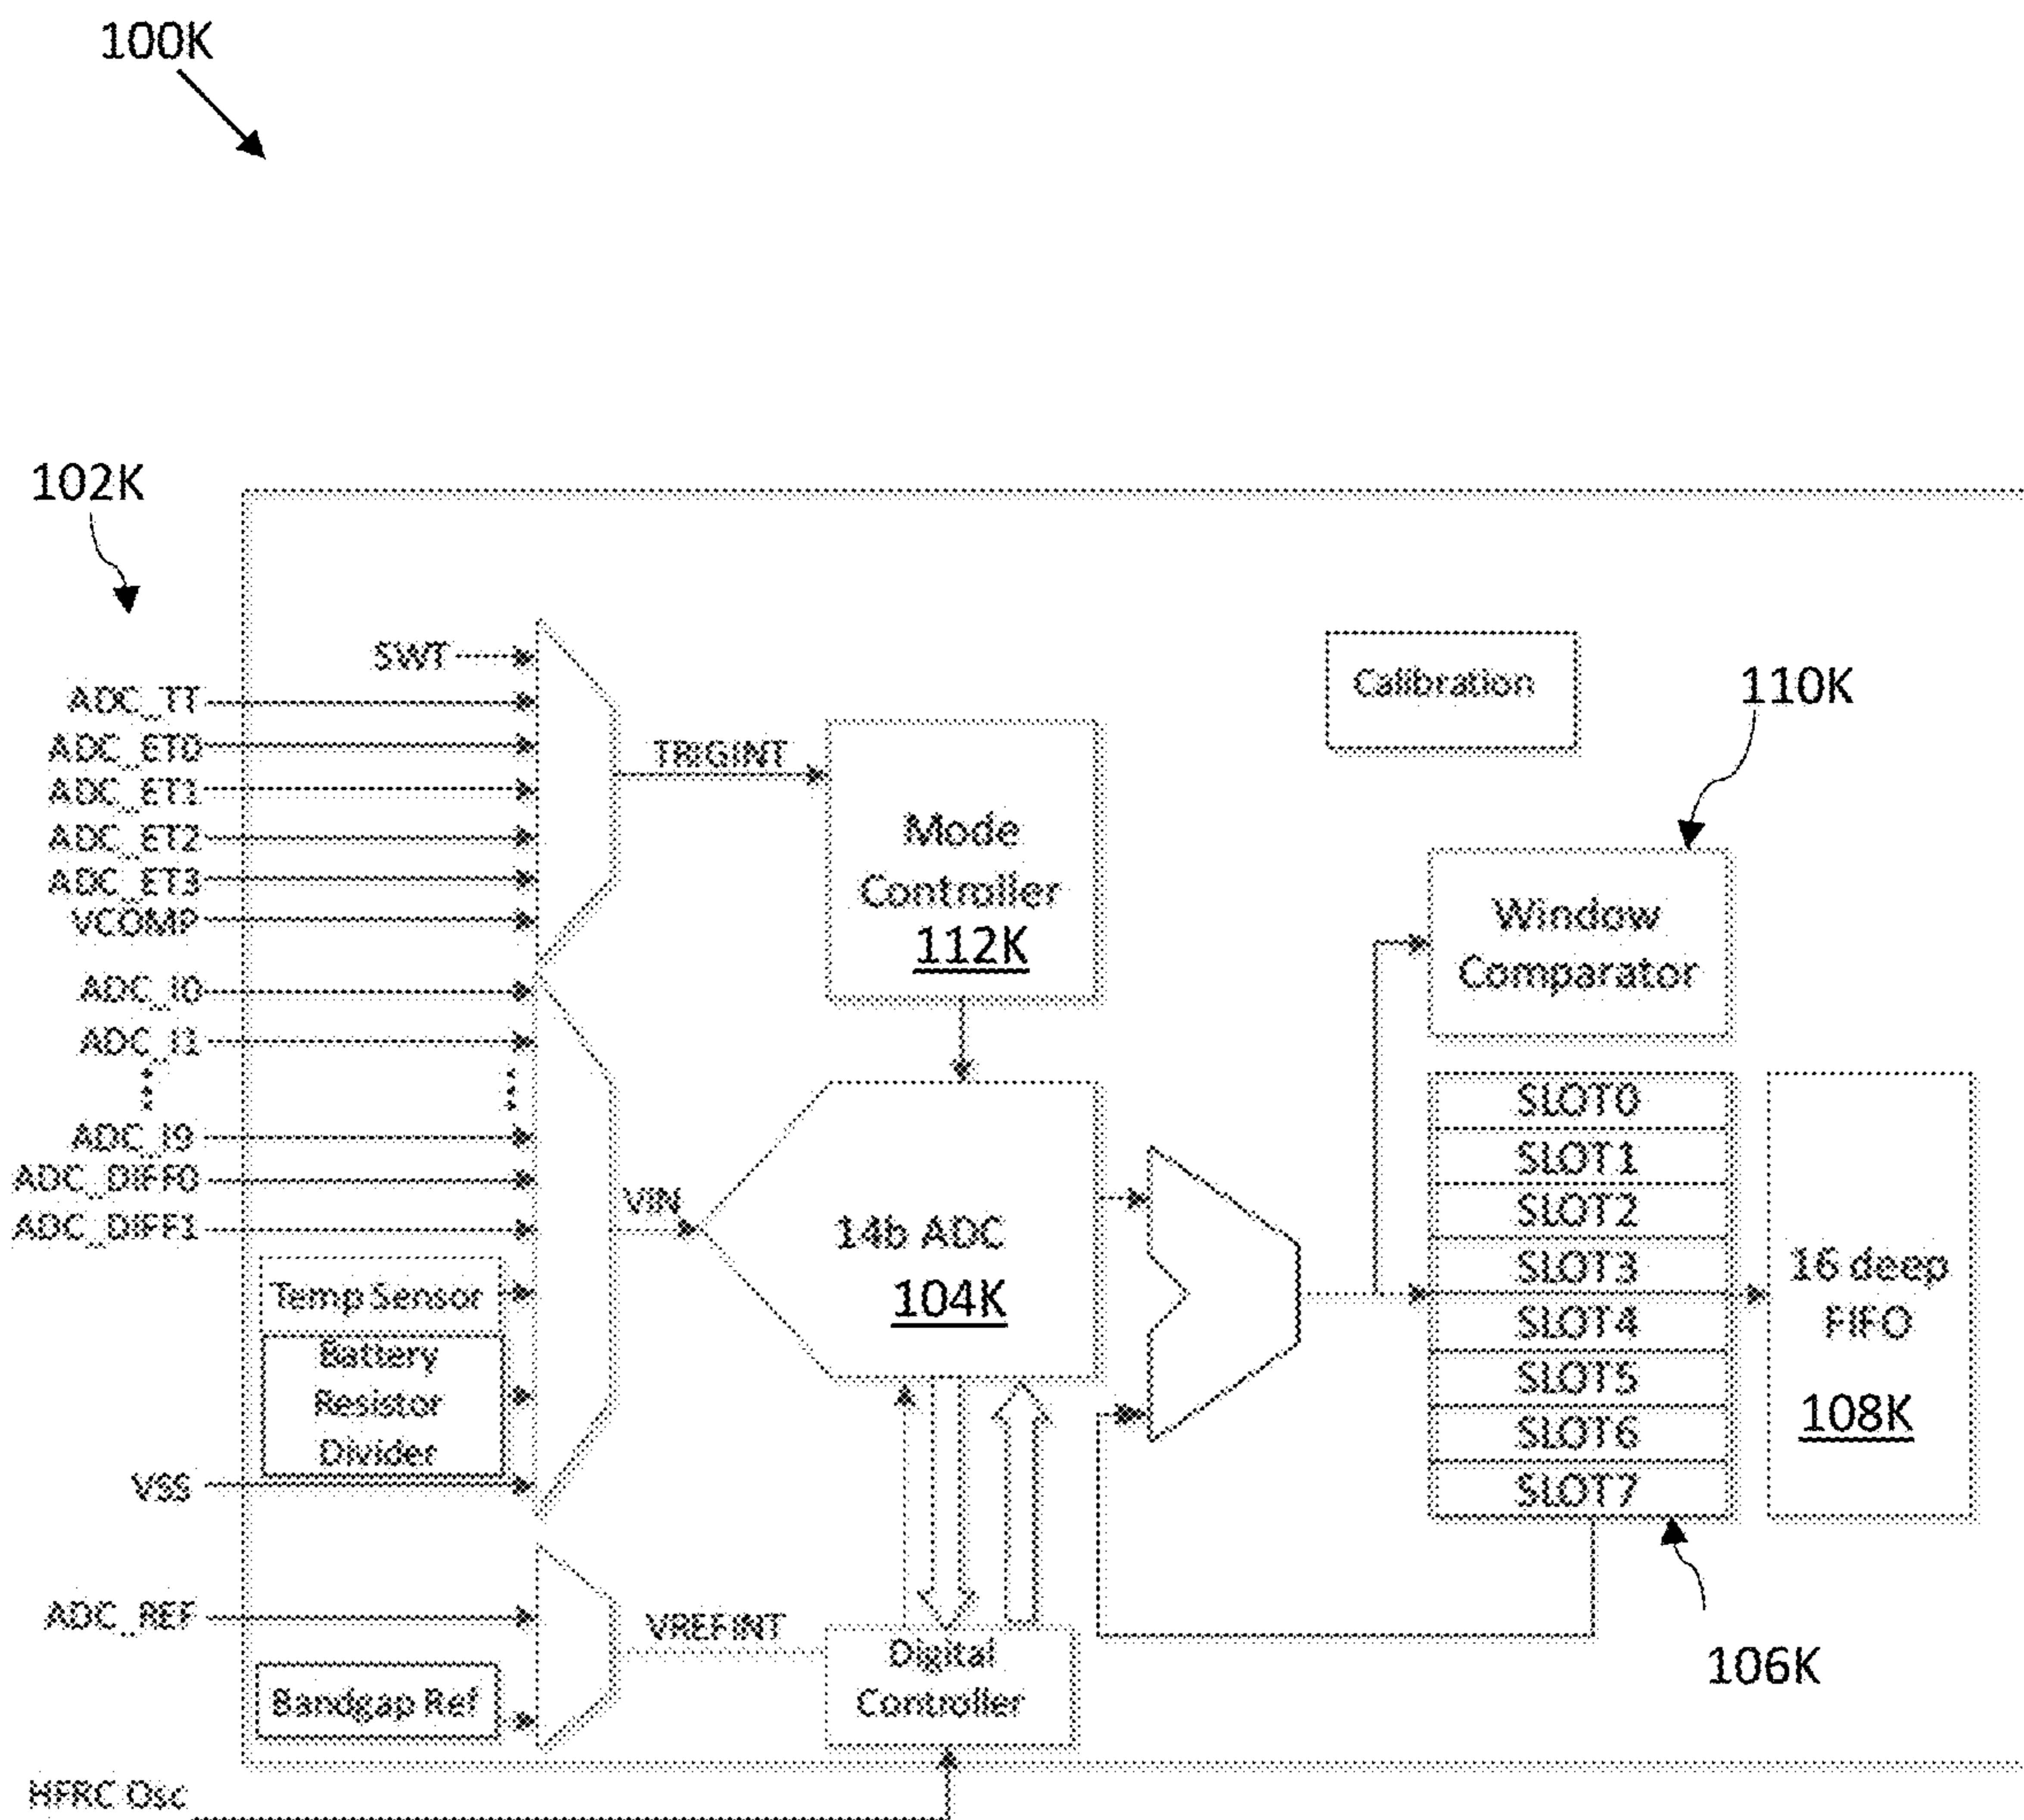 100K
102K
SWT
ADC_TT
ADC_ET0
ADC_ET1
ADC_ET2
ADC_ET3
VCOMP
ADC_I0
ADC_I1
ADC_I9
ADC_DIFF0
ADC_DIFF1
Temp Sensor
Battery
Resistor
Divider
VSS
ADC_REF
Bandgap Ref
HFRC Osc
TRIGINT
VIN
VREFINT
Mode
Controller
112K
14b ADC
104K
Digital
Controller
Calibration
110K
Window
Comparator
SLOT0
SLOT1
SLOT2
SLOT3
SLOT4
SLOT5
SLOT6
SLOT7
106K
16 deep
FIFO
108K